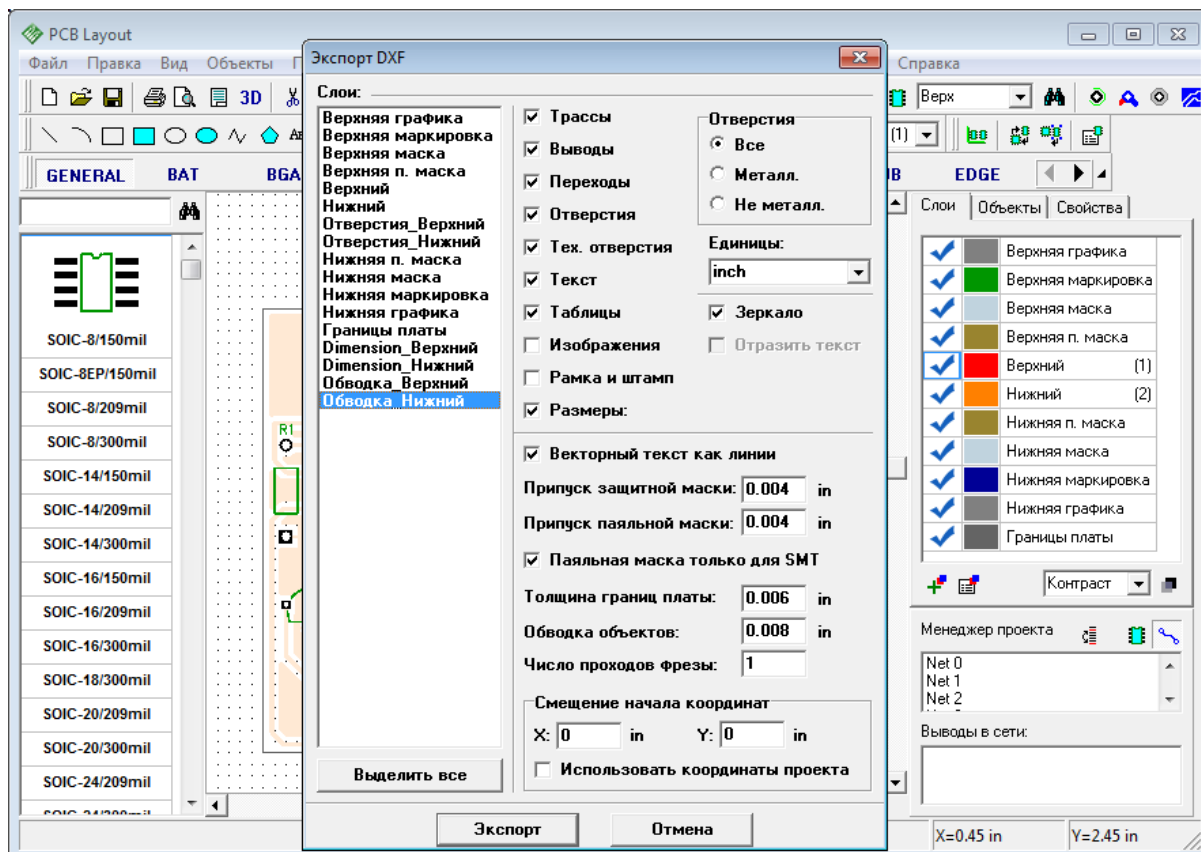 PCB Layout
Файл Правка Вид Объекты
Справка
3D
Верх
(1)
GENERAL BAT BGA
EDGE
SOIC-8/150mil
SOIC-8EP/150mil
SOIC-8/209mil
SOIC-8/300mil
SOIC-14/150mil
SOIC-14/209mil
SOIC-14/300mil
SOIC-16/150mil
SOIC-16/209mil
SOIC-16/300mil
SOIC-18/300mil
SOIC-20/209mil
SOIC-20/300mil
SOIC-24/209mil
R1
Экспорт DXF
Слои:
Верхняя графика
Верхняя маркировка
Верхняя маска
Верхняя п. маска
Верхний
Нижний
Отверстия_Верхний
Отверстия_Нижний
Нижняя п. маска
Нижняя маска
Нижняя маркировка
Нижняя графика
Границы платы
Dimension_Верхний
Dimension_Нижний
Обводка_Верхний
Обводка_Нижний
Выделить все
Трассы
Выводы
Переходы
Отверстия
Тех. отверстия
Текст
Таблицы
Изображения
Рамка и штамп
Размеры:
Отверстия
Все
Металл.
Не металл.
Единицы:
inch
Зеркало
Отразить текст
Векторный текст как линии
Припуск защитной маски: 0.004 in
Припуск паяльной маски: 0.004 in
Паяльная маска только для SMT
Толщина границ платы: 0.006 in
Обводка объектов: 0.008 in
Число проходов фрезы: 1
Смещение начала координат
X: 0 in Y: 0 in
Использовать координаты проекта
Экспорт Отмена
Слои Объекты Свойства
Верхняя графика
Верхняя маркировка
Верхняя маска
Верхняя п. маска
Верхний (1)
Нижний (2)
Нижняя п. маска
Нижняя маска
Нижняя маркировка
Нижняя графика
Границы платы
Контраст
Менеджер проекта
Net 0
Net 1
Net 2
Выводы в сети:
X=0.45 in Y=2.45 in